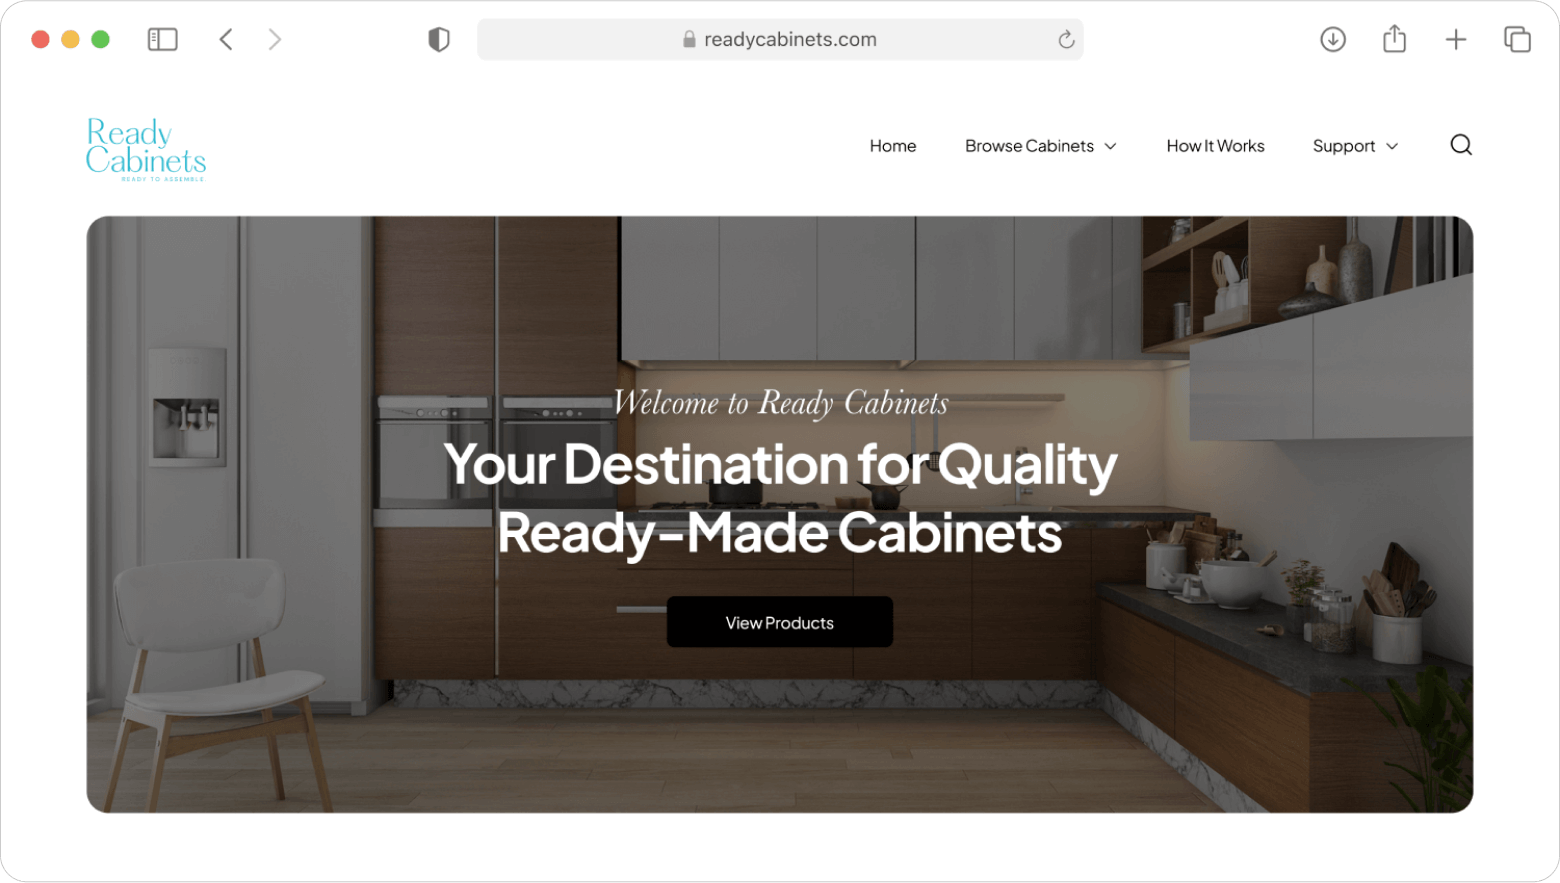 readycabinets.com
Ready
Cabinets
READY TO ASSEMBLE.
Home Browse Cabinets How It Works Support
Welcome to Ready Cabinets
Your Destination for Quality
Ready-Made Cabinets
View Products